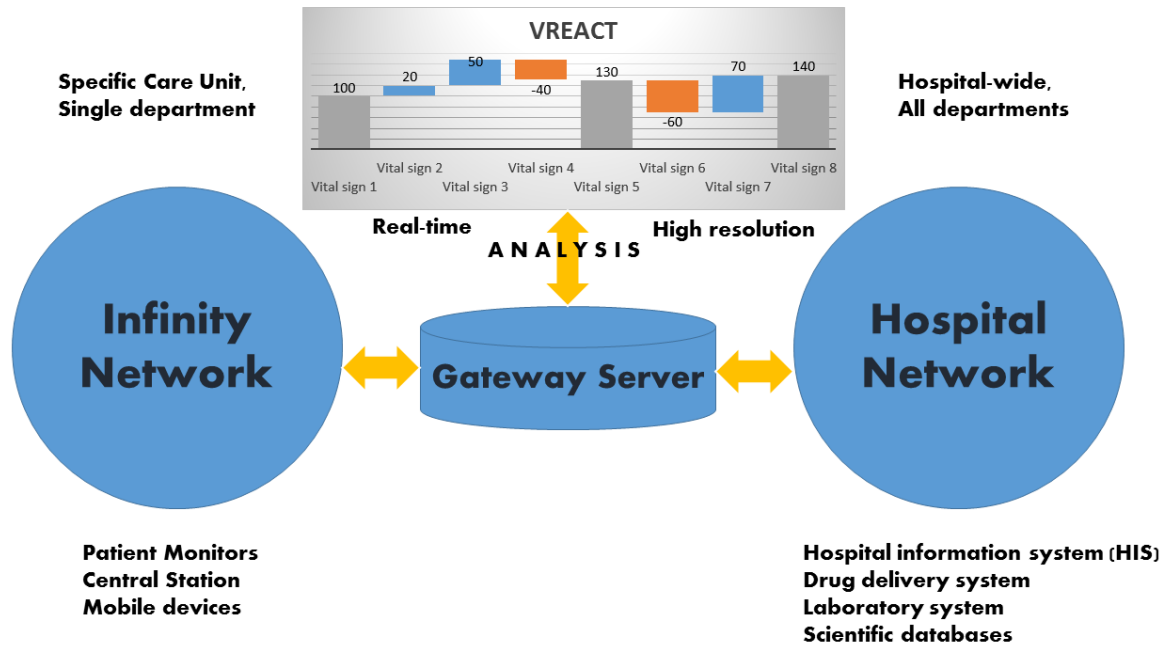 VREACT
100
20
50
-40
130
-60
70
140
Vital sign 2
Vital sign 4
Vital sign 6
Vital sign 8
Vital sign 1
Vital sign 3
Vital sign 5
Vital sign 7
Specific Care Unit,
Single department
Hospital-wide,
All departments
Real-time
High resolution
ANALYSIS
Infinity
Network
Gateway Server
Hospital
Network
Patient Monitors
Central Station
Mobile devices
Hospital information system (HIS)
Drug delivery system
Laboratory system
Scientific databases